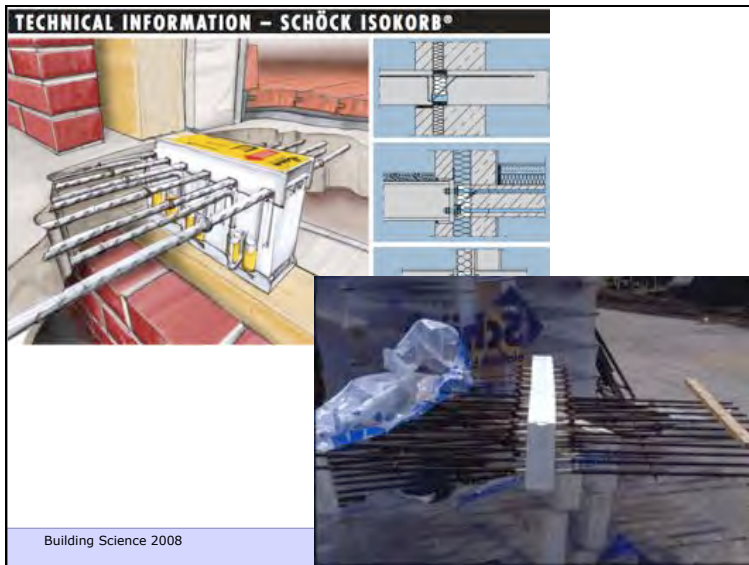 TECHNICAL INFORMATION – SCHÖCK ISOKORB®
Building Science 2008